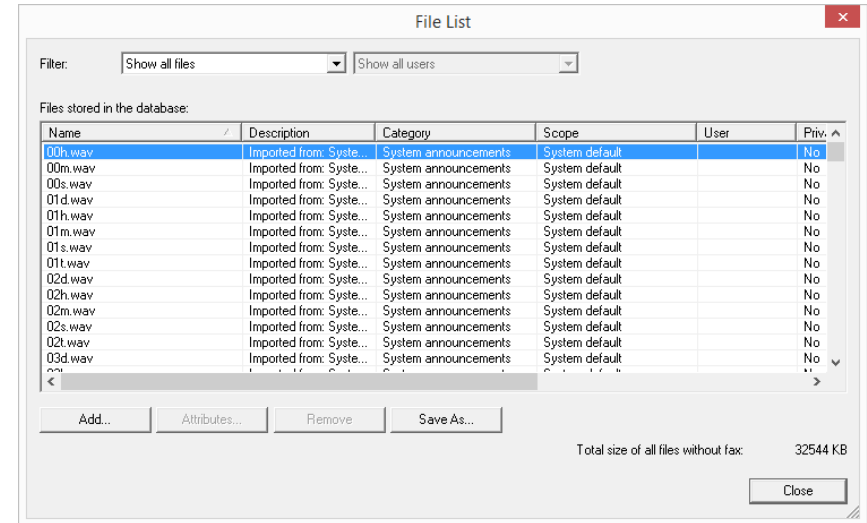 File List
Filter: Show all files Show all users
Files stored in the database:
Name Description Category Scope User Priv.
00h.wav Imported from: Syste... System announcements System default No
00m.wav Imported from: Syste... System announcements System default No
00s.wav Imported from: Syste... System announcements System default No
01d.wav Imported from: Syste... System announcements System default No
01h.wav Imported from: Syste... System announcements System default No
01m.wav Imported from: Syste... System announcements System default No
01s.wav Imported from: Syste... System announcements System default No
01t.wav Imported from: Syste... System announcements System default No
02d.wav Imported from: Syste... System announcements System default No
02h.wav Imported from: Syste... System announcements System default No
02m.wav Imported from: Syste... System announcements System default No
02s.wav Imported from: Syste... System announcements System default No
02t.wav Imported from: Syste... System announcements System default No
03d.wav Imported from: Syste... System announcements System default No
Add... Attributes... Remove Save As...
Total size of all files without fax: 32544 KB
Close